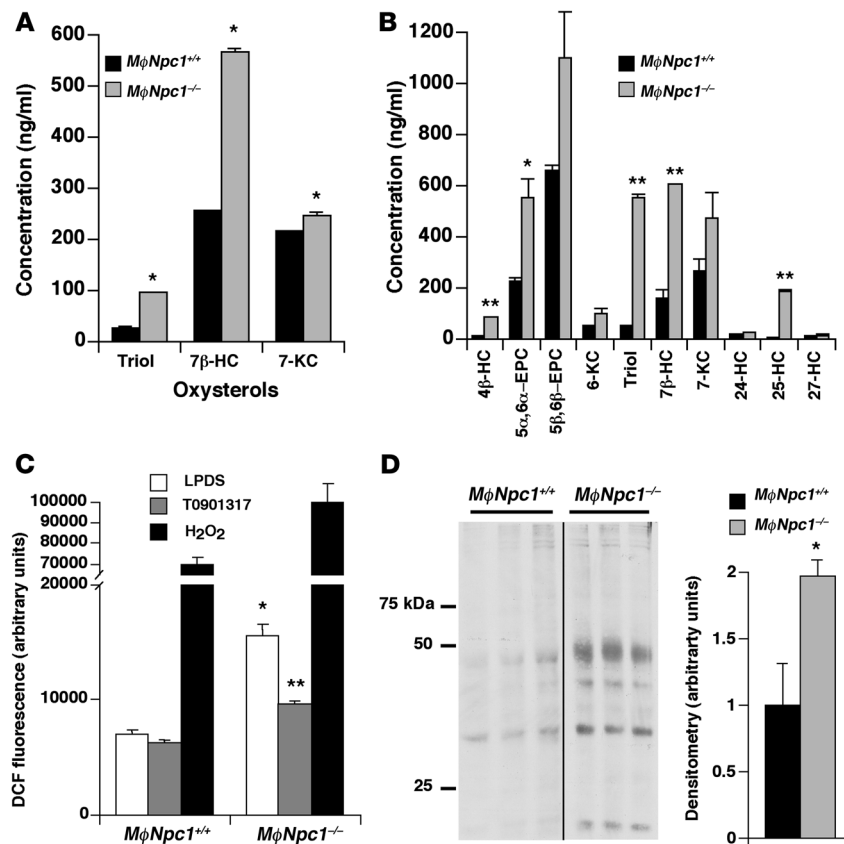 A
600
500
400
300
200
100
0
Concentration (ng/ml)
MϕNpc1+/+
MϕNpc1–/–
*
*
*
Triol 7β-HC 7-KC
Oxysterols
B
1200
1000
800
600
400
200
0
Concentration (ng/ml)
MϕNpc1+/+
MϕNpc1–/–
**
*
**
**
**
4β-HC
5α,6α–EPC
5β,6β–EPC
6-KC
Triol
7β-HC
7-KC
24-HC
25-HC
27-HC
C
LPDS
T0901317
H2O2
100000
90000
80000
70000
20000
10000
0
DCF fluorescence (arbitrary units)
*
**
MϕNpc1+/+ MϕNpc1–/–
D
MϕNpc1+/+ MϕNpc1–/–
75 kDa
50
25
MϕNpc1+/+
MϕNpc1–/–
*
2
1.5
1
0.5
0
Densitometry (arbitrarty units)